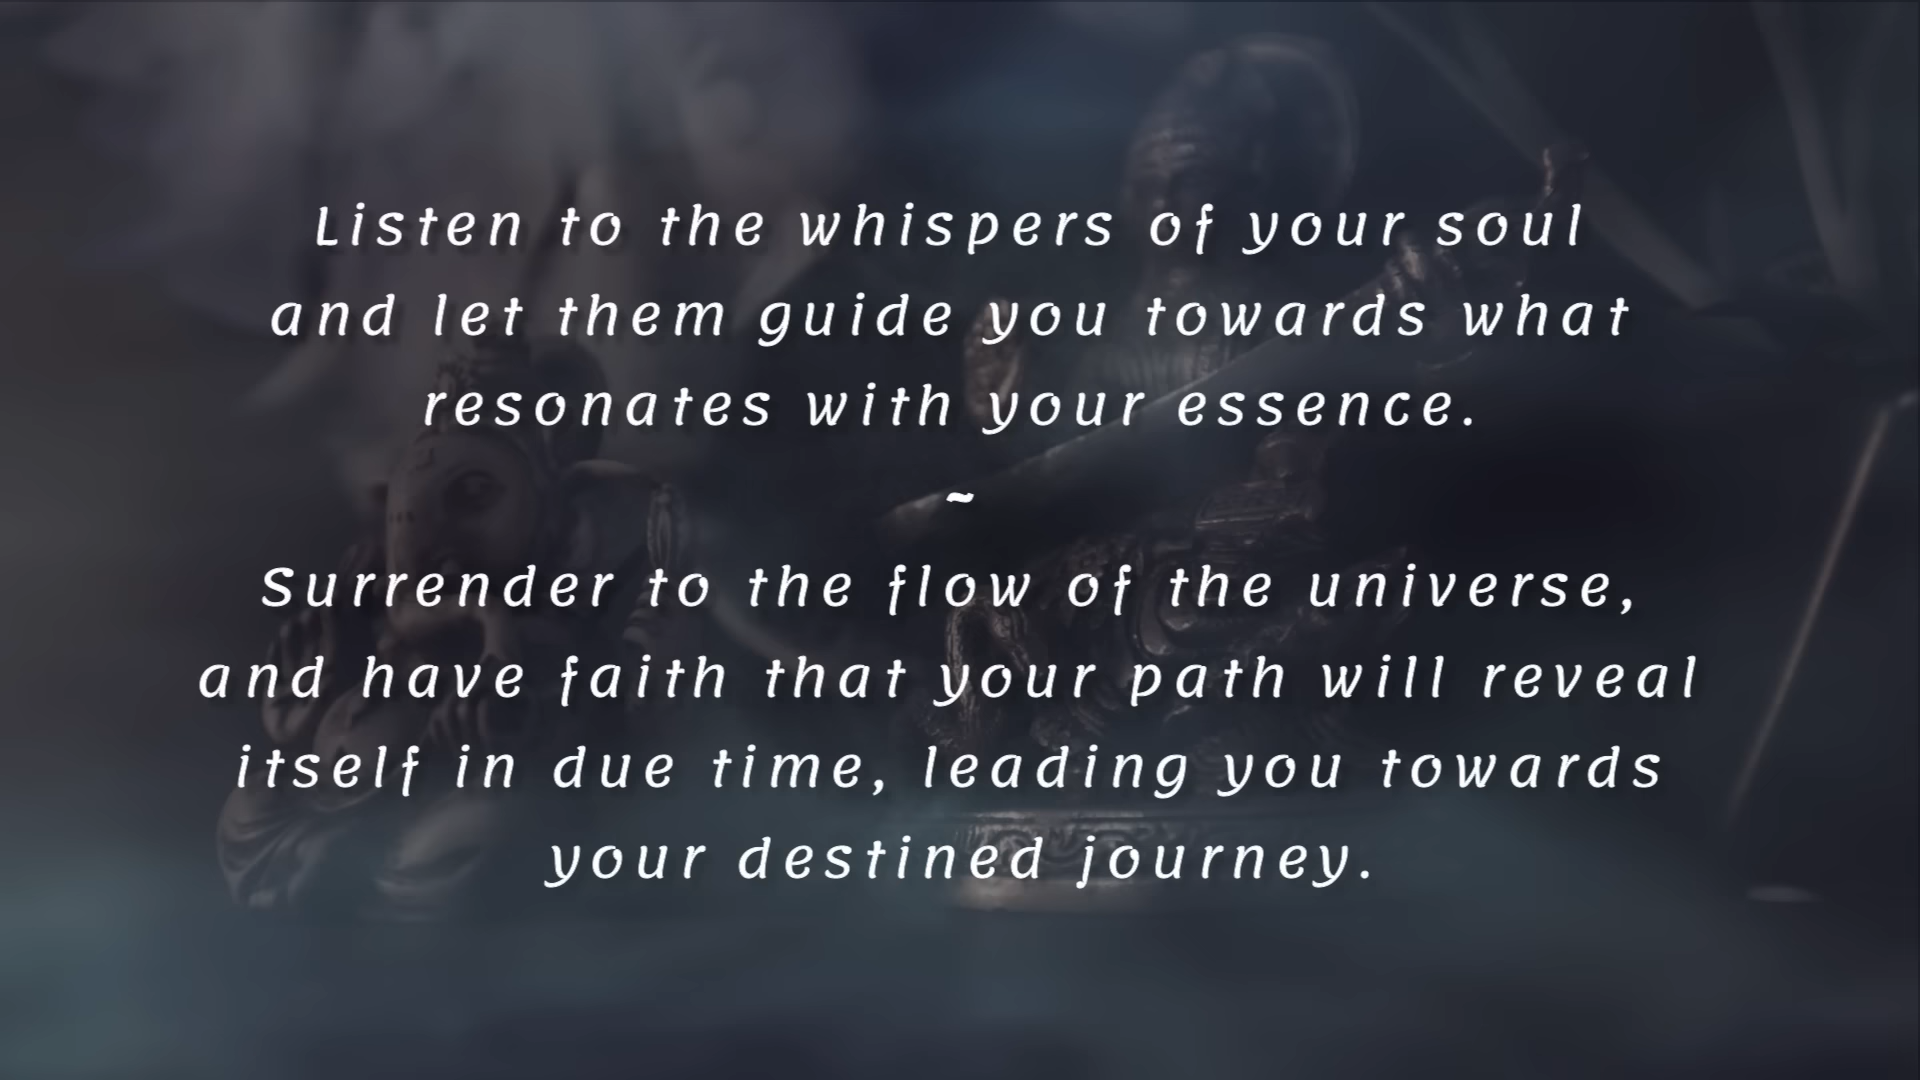 Listen to the whispers of your soul
and let them guide you towards what
resonates with your essence.
~
Surrender to the flow of the universe,
and have faith that your path will reveal
itself in due time, leading you towards
your destined journey.